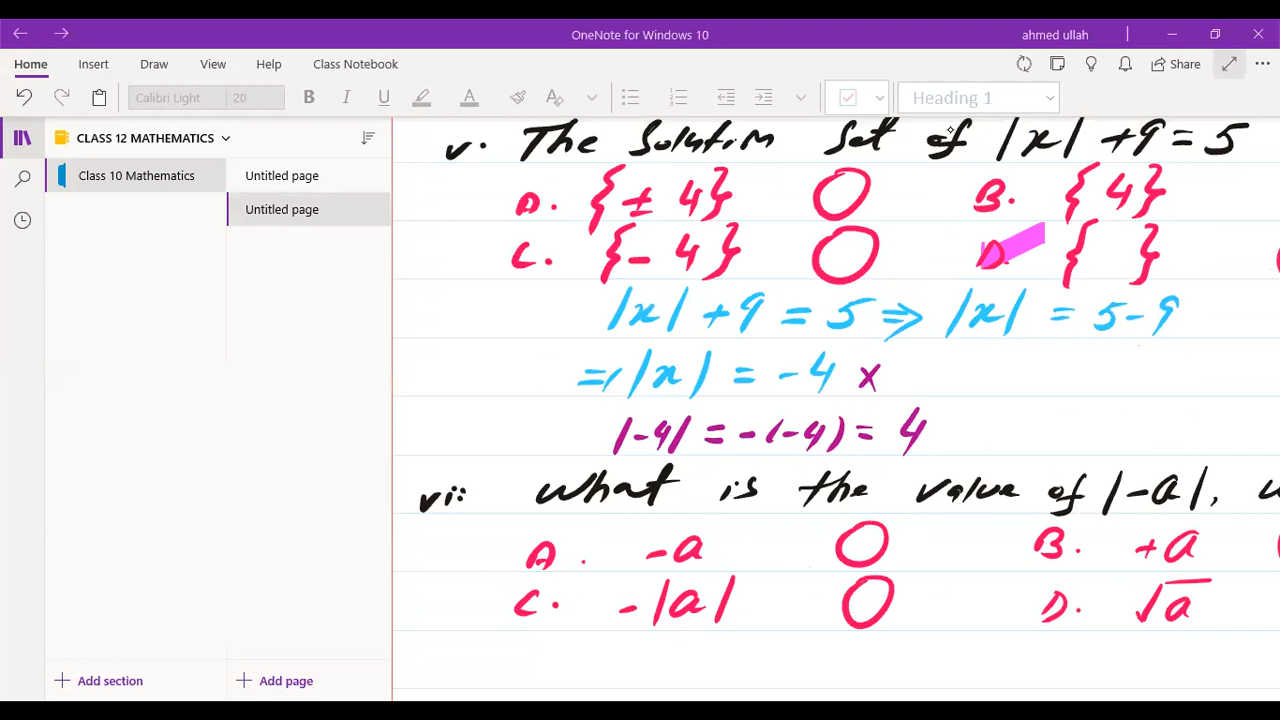 OneNote for Windows 10
ahmed ullah
Home Insert Draw View Help Class Notebook
Share
Calibri Light 20 B I U A
Heading 1
CLASS 12 MATHEMATICS
Class 10 Mathematics
Untitled page
Untitled page
v. The Solution Set of |x| +9 = 5
A. {± 4} B. {4}
C. {- 4} D { }
|x| +9 = 5 ⇒ |x| = 5-9
⇒ |x| = -4 ×
|-4| = -(-4) = 4
vi: what is the value of |-a|,
A. -a B. +a
C. -|a| D. √a
+ Add section
+ Add page